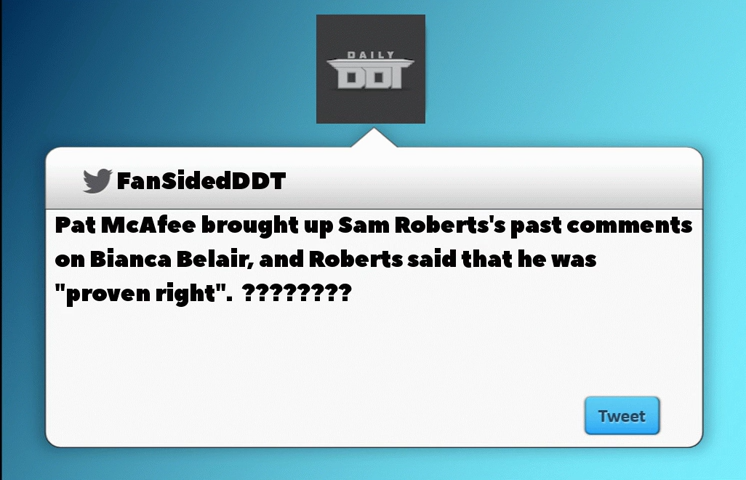 DAILY
DDT
FanSidedDDT
Pat McAfee brought up Sam Roberts's past comments
on Bianca Belair, and Roberts said that he was
"proven right".  ????????
Tweet